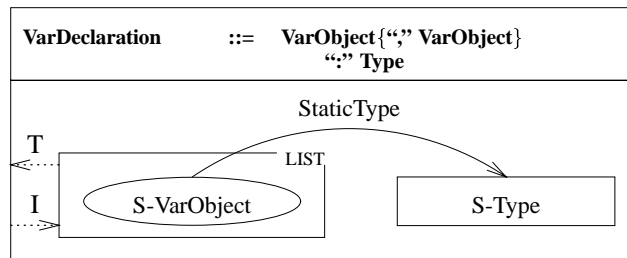 VarDeclaration ::= VarObject{“,” VarObject}
“:” Type
StaticType
T
LIST
I
S-VarObject
S-Type